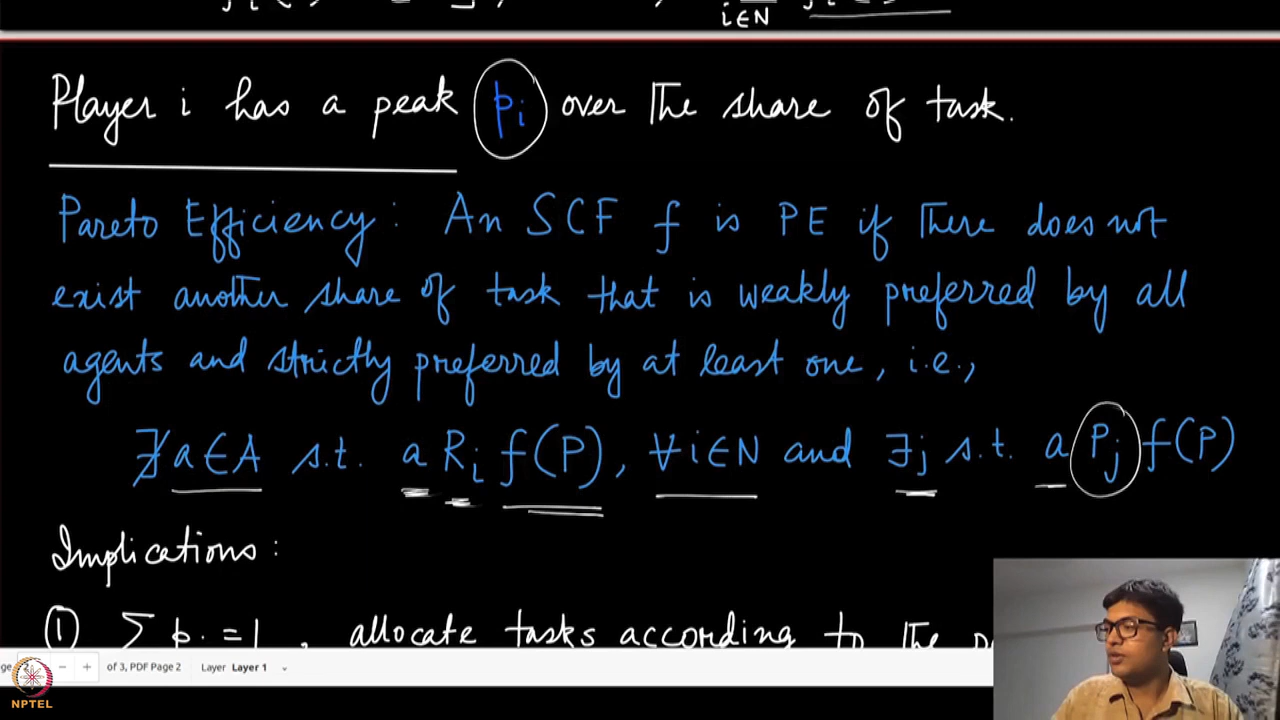 i∈N
Player i has a peak pᵢ over the share of task.
Pareto Efficiency: An SCF f is PE if there does not
exist another share of task that is weakly preferred by all
agents and strictly preferred by at least one, i.e.,
∄ a∈A s.t. a Rᵢ f(P), ∀i∈N and ∃j s.t. a Pⱼ f(P)
Implications:
① Σ pᵢ = 1, allocate tasks according to the
of 3, PDF Page 2 Layer Layer 1
NPTEL